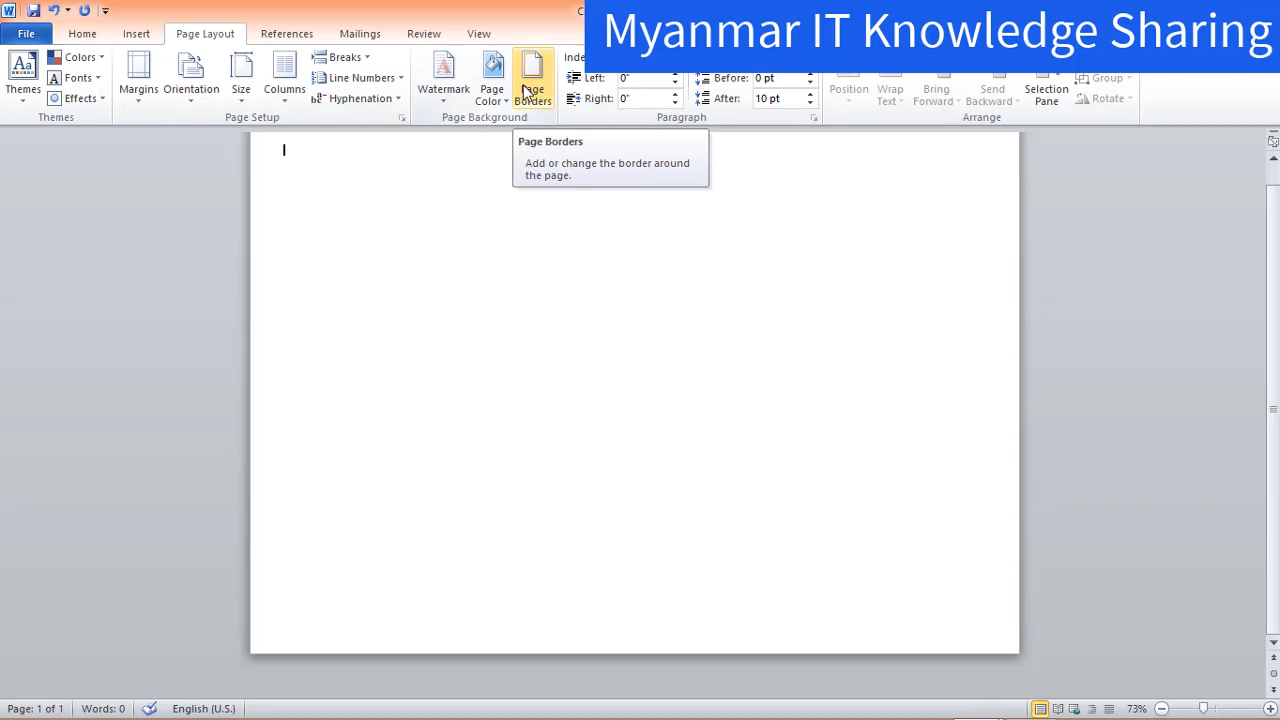 Myanmar IT Knowledge Sharing
File Home Insert Page Layout References Mailings Review View
Themes
Colors
Fonts
Effects
Themes
Margins
Orientation
Size
Columns
Breaks
Line Numbers
Hyphenation
Page Setup
Watermark
Page Color
Page Borders
Page Background
Left: 0"
Right: 0"
Before: 0 pt
After: 10 pt
Paragraph
Position
Wrap Text
Bring Forward
Send Backward
Selection Pane
Group
Rotate
Arrange
Page Borders
Add or change the border around
the page.
Page: 1 of 1 Words: 0 English (U.S.) 73%